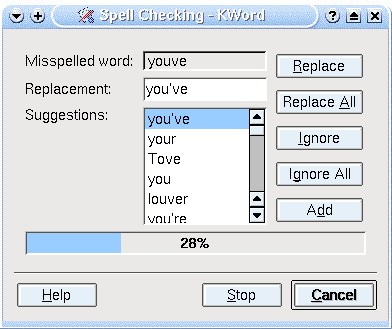 Spell Checking - KWord
Misspelled word: youve
Replace
Replacement: you've
Replace All
Suggestions: you've
your
Ignore
Tove
you
Ignore All
louver
you're
Add
28%
Help Stop Cancel